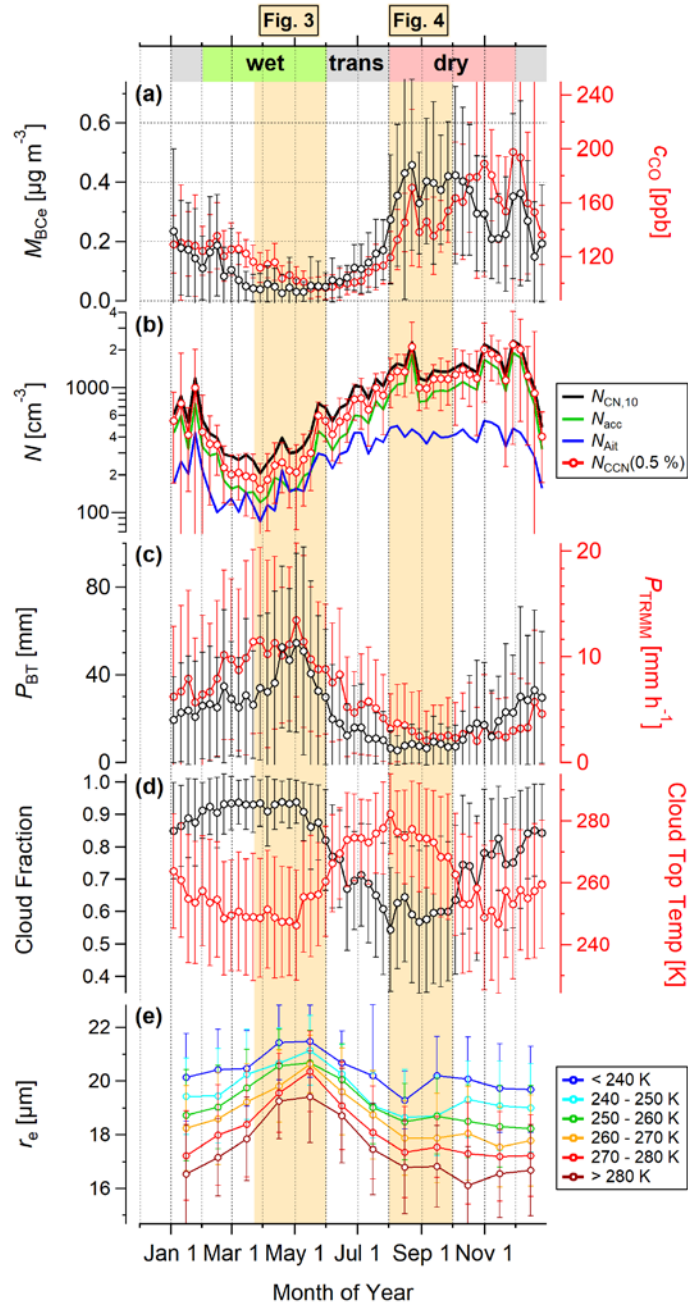 Fig. 3 Fig. 4
wet trans dry
(a)
M_BCe [µg m⁻³]
0.6
0.4
0.2
0.0
c_CO [ppb]
240
200
160
120
(b)
N [cm⁻³]
4
2
1000
4
2
100
N_CN,10
N_acc
N_Ait
N_CCN(0.5 %)
(c)
P_BT [mm]
80
40
0
P_TRMM [mm h⁻¹]
20
15
10
5
0
(d)
Cloud Fraction
1.0
0.9
0.8
0.7
0.6
0.5
0.4
Cloud Top Temp [K]
280
260
240
(e)
r_e [µm]
22
20
18
16
< 240 K
240 - 250 K
250 - 260 K
260 - 270 K
270 - 280 K
> 280 K
Jan 1 Mar 1 May 1 Jul 1 Sep 1 Nov 1
Month of Year